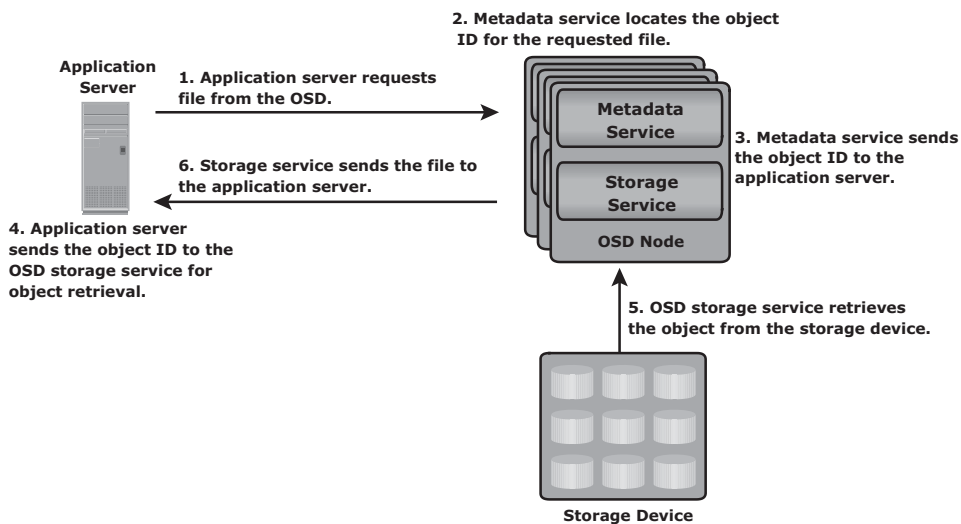 2. Metadata service locates the object
ID for the requested file.
Application
Server
1. Application server requests
file from the OSD.
Metadata
Service
3. Metadata service sends
the object ID to the
application server.
6. Storage service sends the file to
the application server.
Storage
Service
OSD Node
4. Application server
sends the object ID to the
OSD storage service for
object retrieval.
5. OSD storage service retrieves
the object from the storage device.
Storage Device